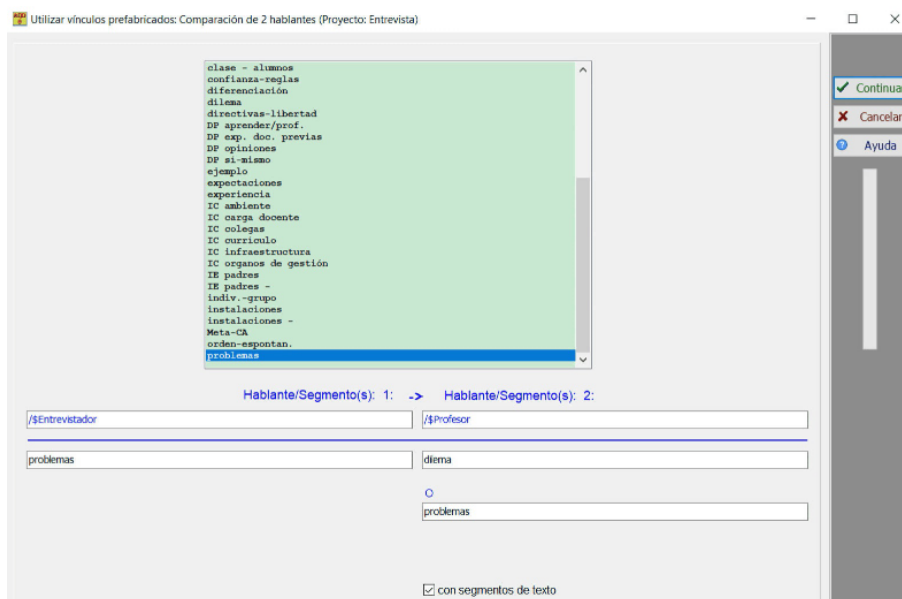 Utilizar vínculos prefabricados: Comparación de 2 hablantes (Proyecto: Entrevista)
clase - alumnos
confianza-reglas
diferenciación
dilema
directivas-libertad
DP aprender/prof.
DP exp. doc. previas
DP opiniones
DP si-mismo
ejemplo
expectaciones
experiencia
IC ambiente
IC carga docente
IC colegas
IC curriculo
IC infraestructura
IC organos de gestión
IE padres
IE padres -
indiv.-grupo
instalaciones
instalaciones -
Meta-CA
orden-espontan.
problemas
Continua
Cancelar
Ayuda
Hablante/Segmento(s): 1: -> Hablante/Segmento(s): 2:
/$Entrevistador /$Profesor
problemas dilema
O
problemas
con segmentos de texto